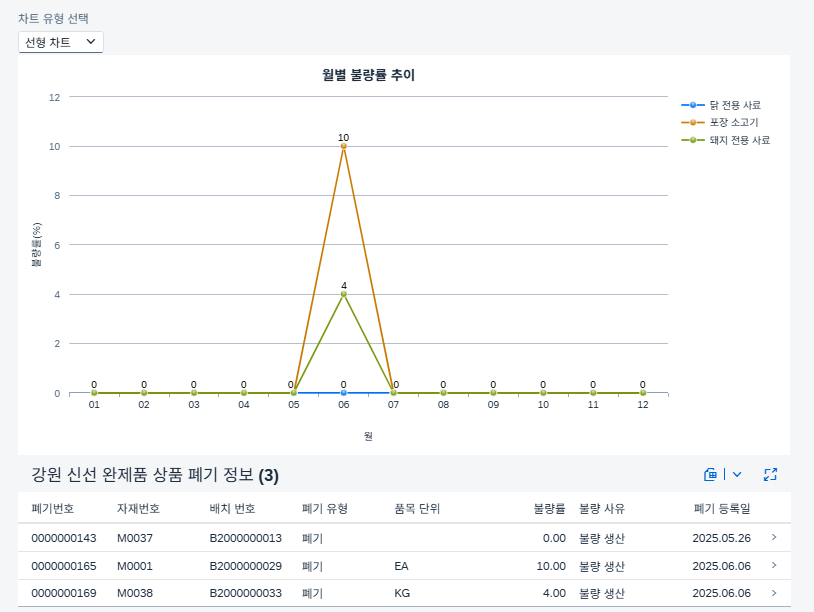 차트 유형 선택
선형 차트
월별 불량률 추이
12
10
8
6
4
2
0
불량률(%)
10
4
0 0 0 0 0 0 0 0 0 0 0 0
01 02 03 04 05 06 07 08 09 10 11 12
월
닭 전용 사료
포장 소고기
돼지 전용 사료
강원 신선 완제품 상품 폐기 정보 (3)
폐기번호 자재번호 배치 번호 폐기 유형 품목 단위 불량률 불량 사유 폐기 등록일
0000000143 M0037 B2000000013 폐기 0.00 불량 생산 2025.05.26
0000000165 M0001 B2000000029 폐기 EA 10.00 불량 생산 2025.06.06
0000000169 M0038 B2000000033 폐기 KG 4.00 불량 생산 2025.06.06